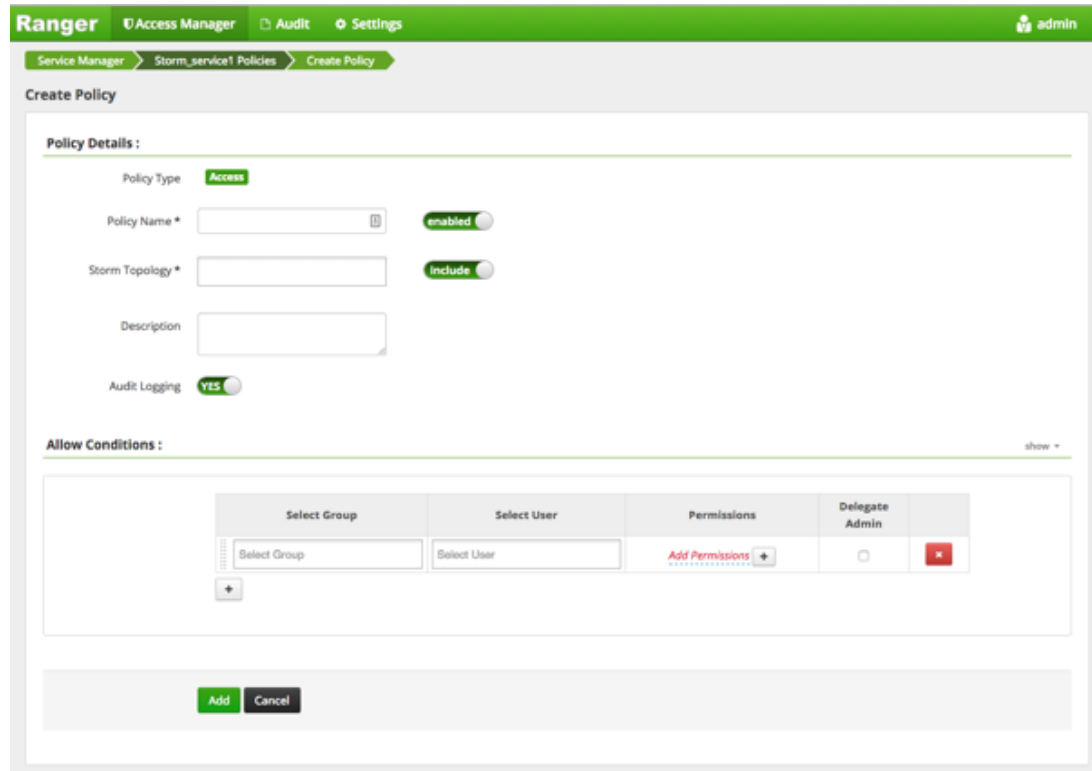 Ranger Access Manager Audit Settings admin
Service Manager Storm_service1 Policies Create Policy
Create Policy
Policy Details :
Policy Type Access
Policy Name * enabled
Storm Topology * include
Description
Audit Logging YES
Allow Conditions : show
Select Group Select User Permissions Delegate Admin
Select Group Select User Add Permissions +
+
Add Cancel